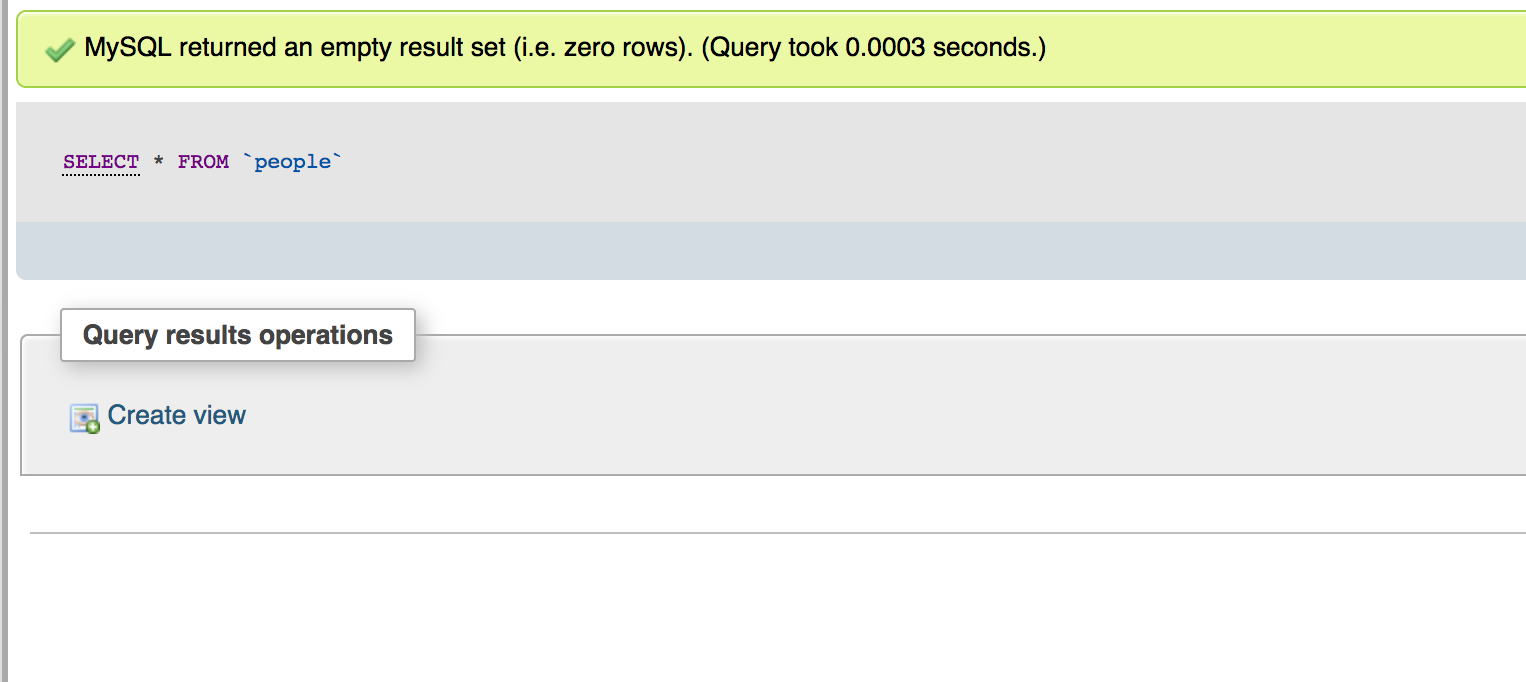 MySQL returned an empty result set (i.e. zero rows). (Query took 0.0003 seconds.)
SELECT * FROM `people`
Query results operations
Create view